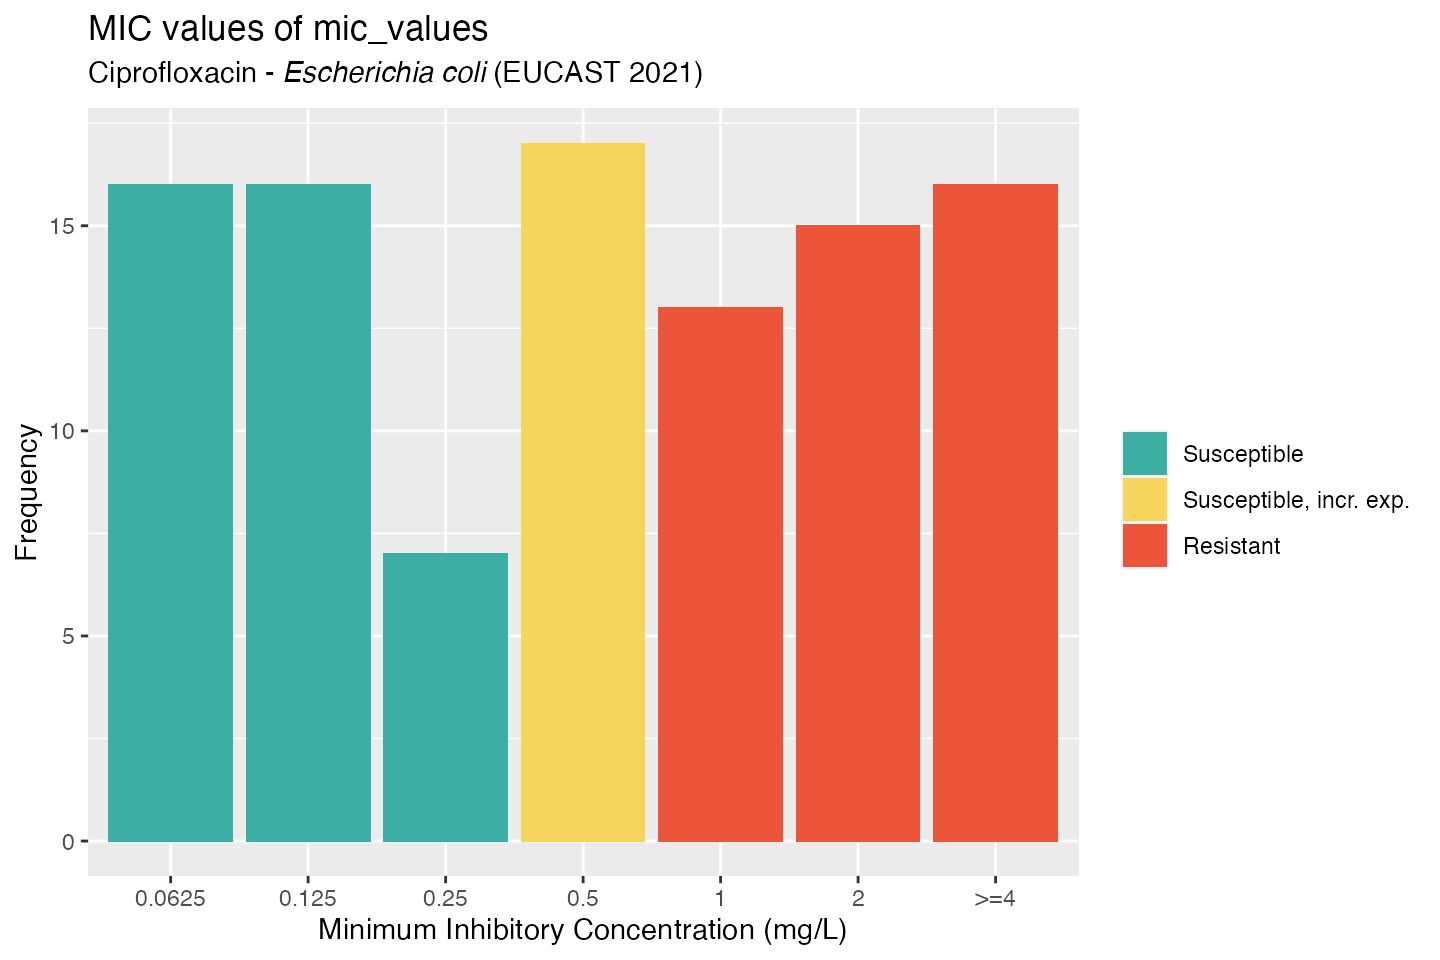 MIC values of mic_values
Ciprofloxacin - Escherichia coli (EUCAST 2021)
Frequency
15
10
5
0
0.0625 0.125 0.25 0.5 1 2 >=4
Minimum Inhibitory Concentration (mg/L)
Susceptible
Susceptible, incr. exp.
Resistant